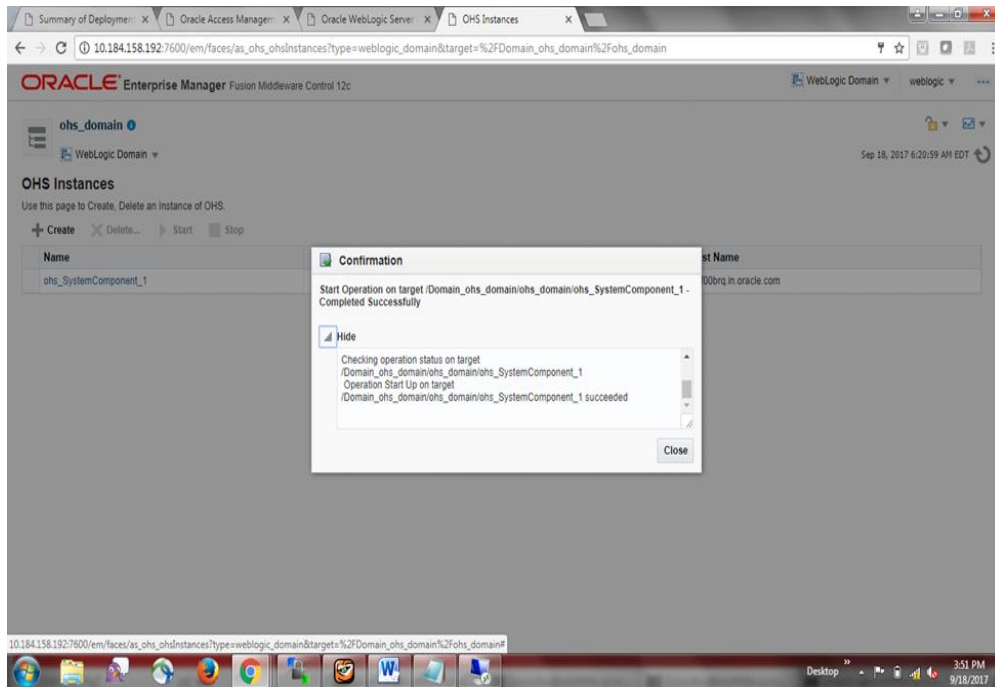 Summary of Deploymen
Oracle Access Managem
Oracle WebLogic Server
OHS Instances
10.184.158.192:7600/em/faces/as_ohs_ohsInstances?type=weblogic_domain&target=%2FDomain_ohs_domain%2Fohs_domain
ORACLE Enterprise Manager Fusion Middleware Control 12c
WebLogic Domain
weblogic
ohs_domain
WebLogic Domain
Sep 18, 2017 6:20:59 AM EDT
OHS Instances
Use this page to Create, Delete an Instance of OHS.
Create Delete... Start Stop
Name
st Name
ohs_SystemComponent_1
00brq.in.oracle.com
Confirmation
Start Operation on target /Domain_ohs_domain/ohs_domain/ohs_SystemComponent_1 -
Completed Successfully
Hide
Checking operation status on target
/Domain_ohs_domain/ohs_domain/ohs_SystemComponent_1
Operation Start Up on target
/Domain_ohs_domain/ohs_domain/ohs_SystemComponent_1 succeeded
Close
10.184.158.192:7600/em/faces/as_ohs_ohsInstances?type=weblogic_domain&target=%2FDomain_ohs_domain%2Fohs_domain#
Desktop
3:51 PM
9/18/2017